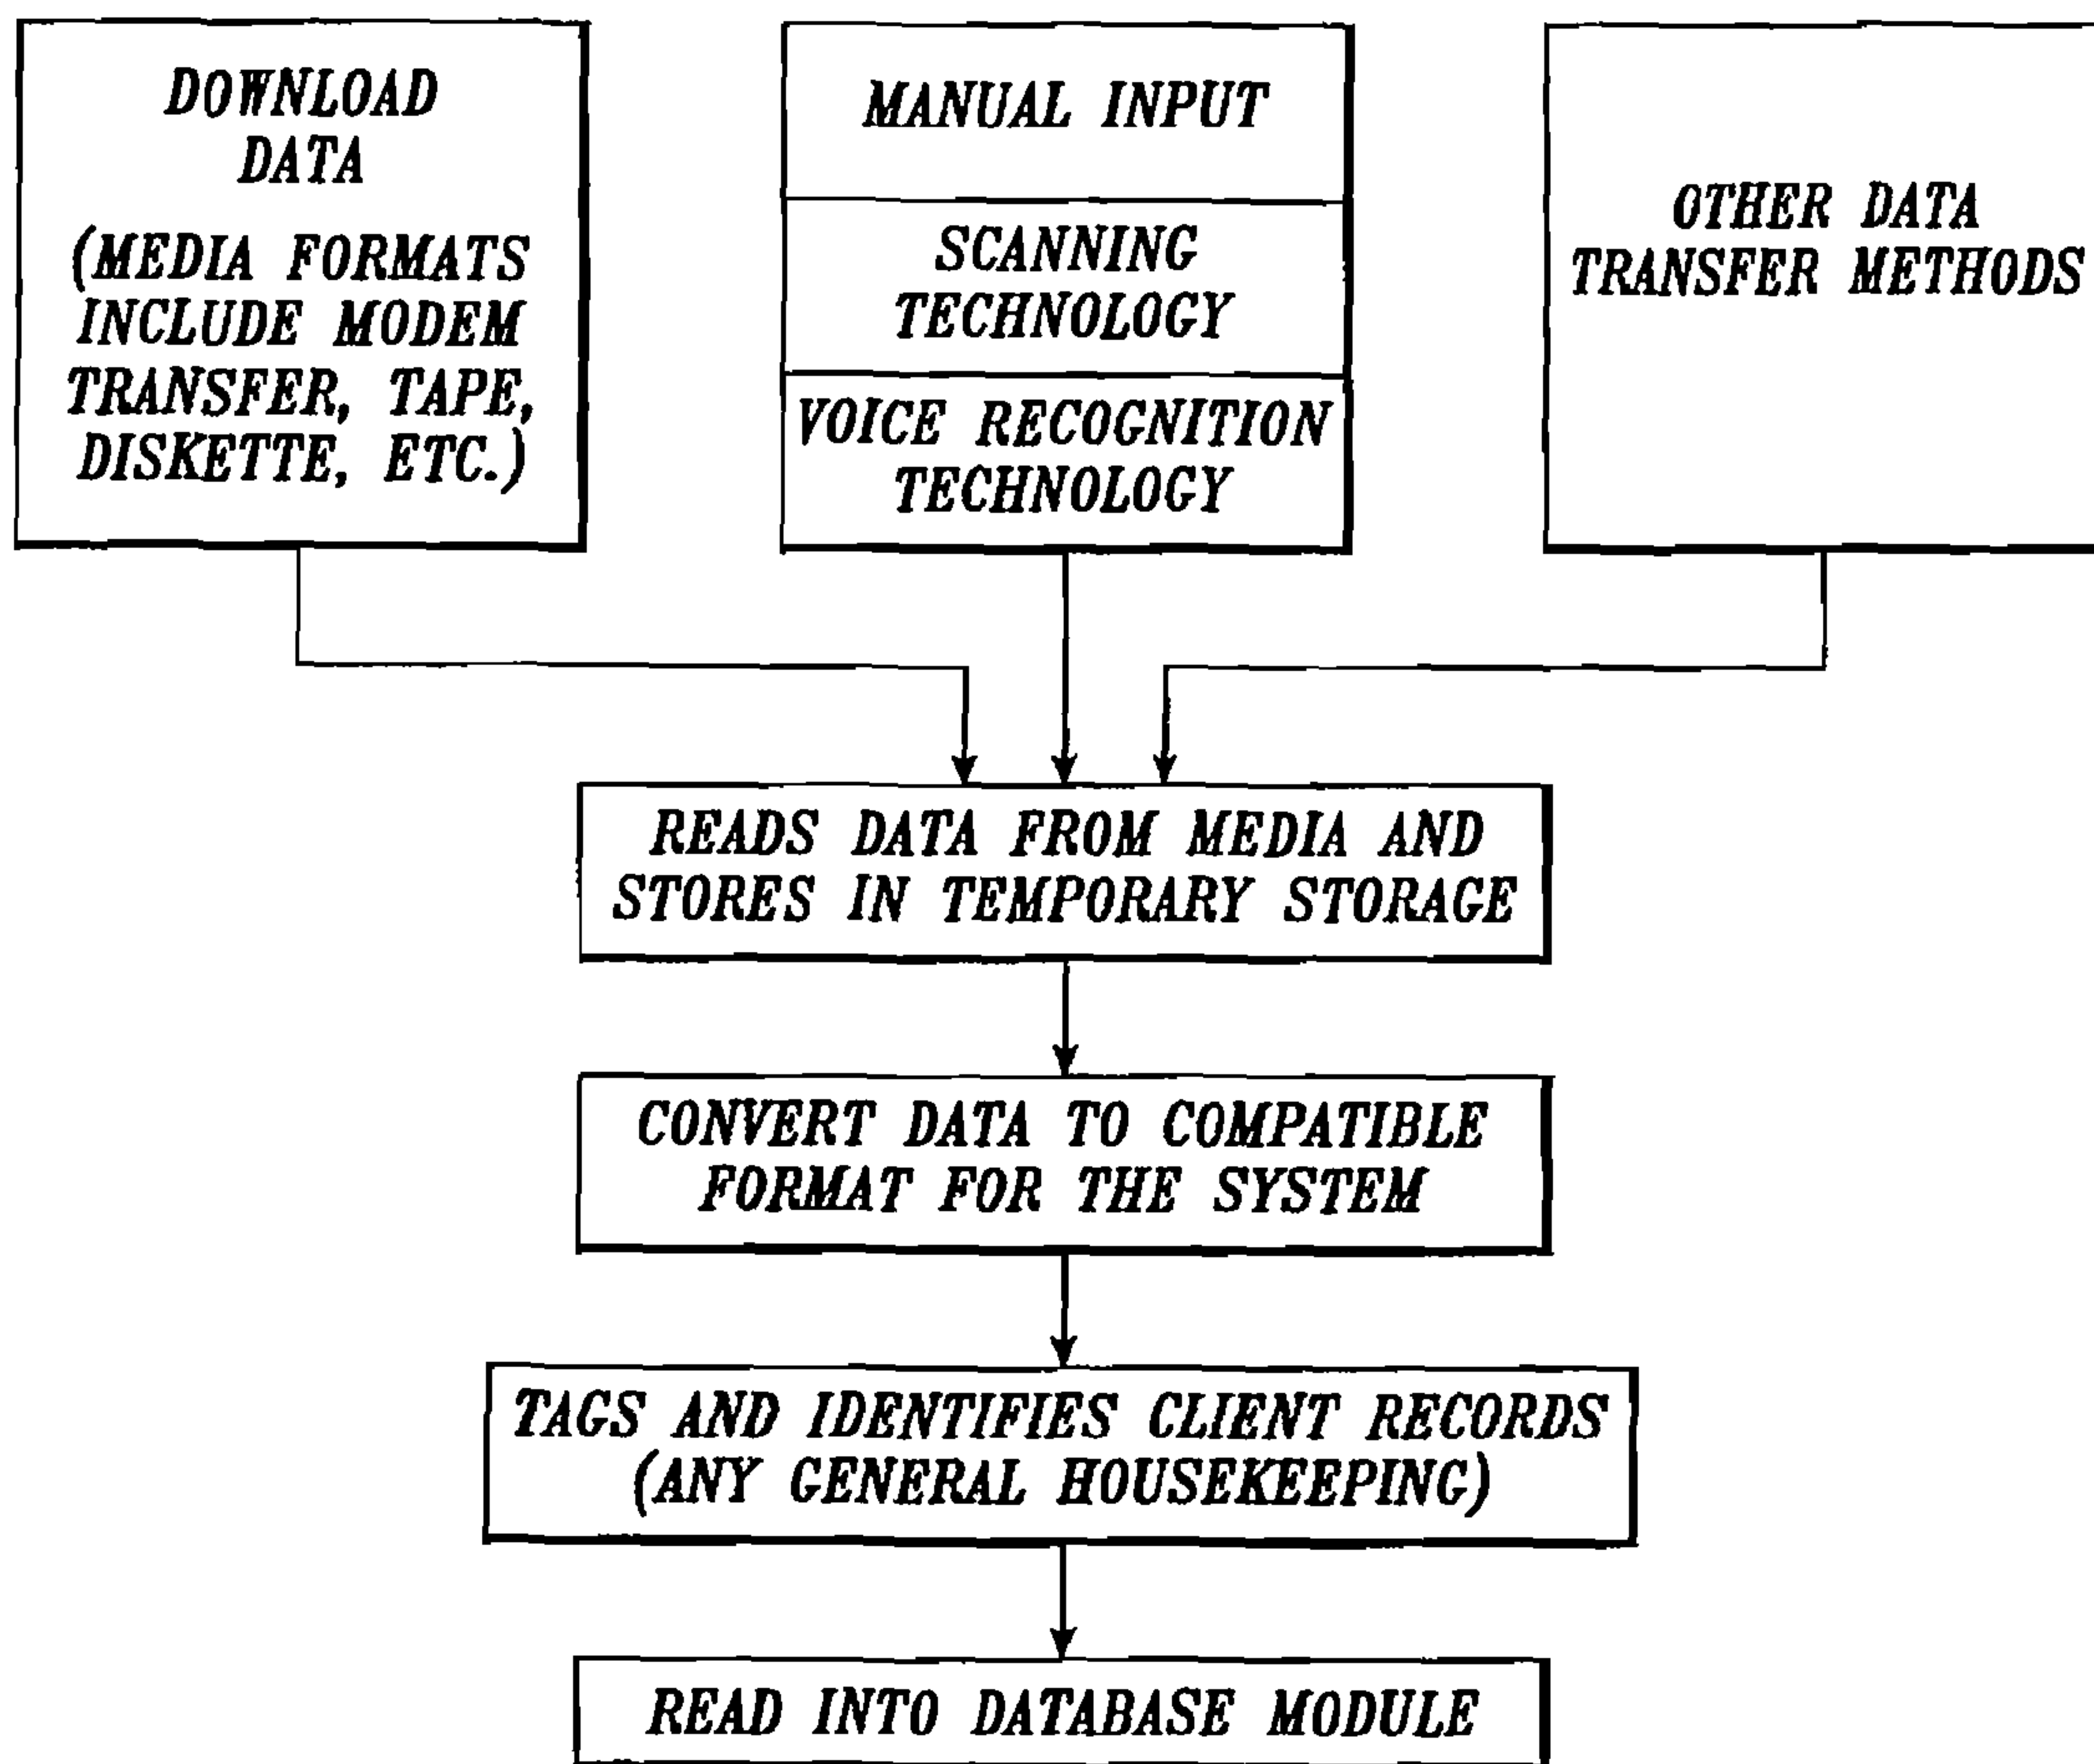 DOWNLOAD
DATA
(MEDIA FORMATS
INCLUDE MODEM
TRANSFER, TAPE,
DISKETTE, ETC.)
MANUAL INPUT
SCANNING
TECHNOLOGY
VOICE RECOGNITION
TECHNOLOGY
OTHER DATA
TRANSFER METHODS
READS DATA FROM MEDIA AND
STORES IN TEMPORARY STORAGE
CONVERT DATA TO COMPATIBLE
FORMAT FOR THE SYSTEM
TAGS AND IDENTIFIES CLIENT RECORDS
(ANY GENERAL HOUSEKEEPING)
READ INTO DATABASE MODULE